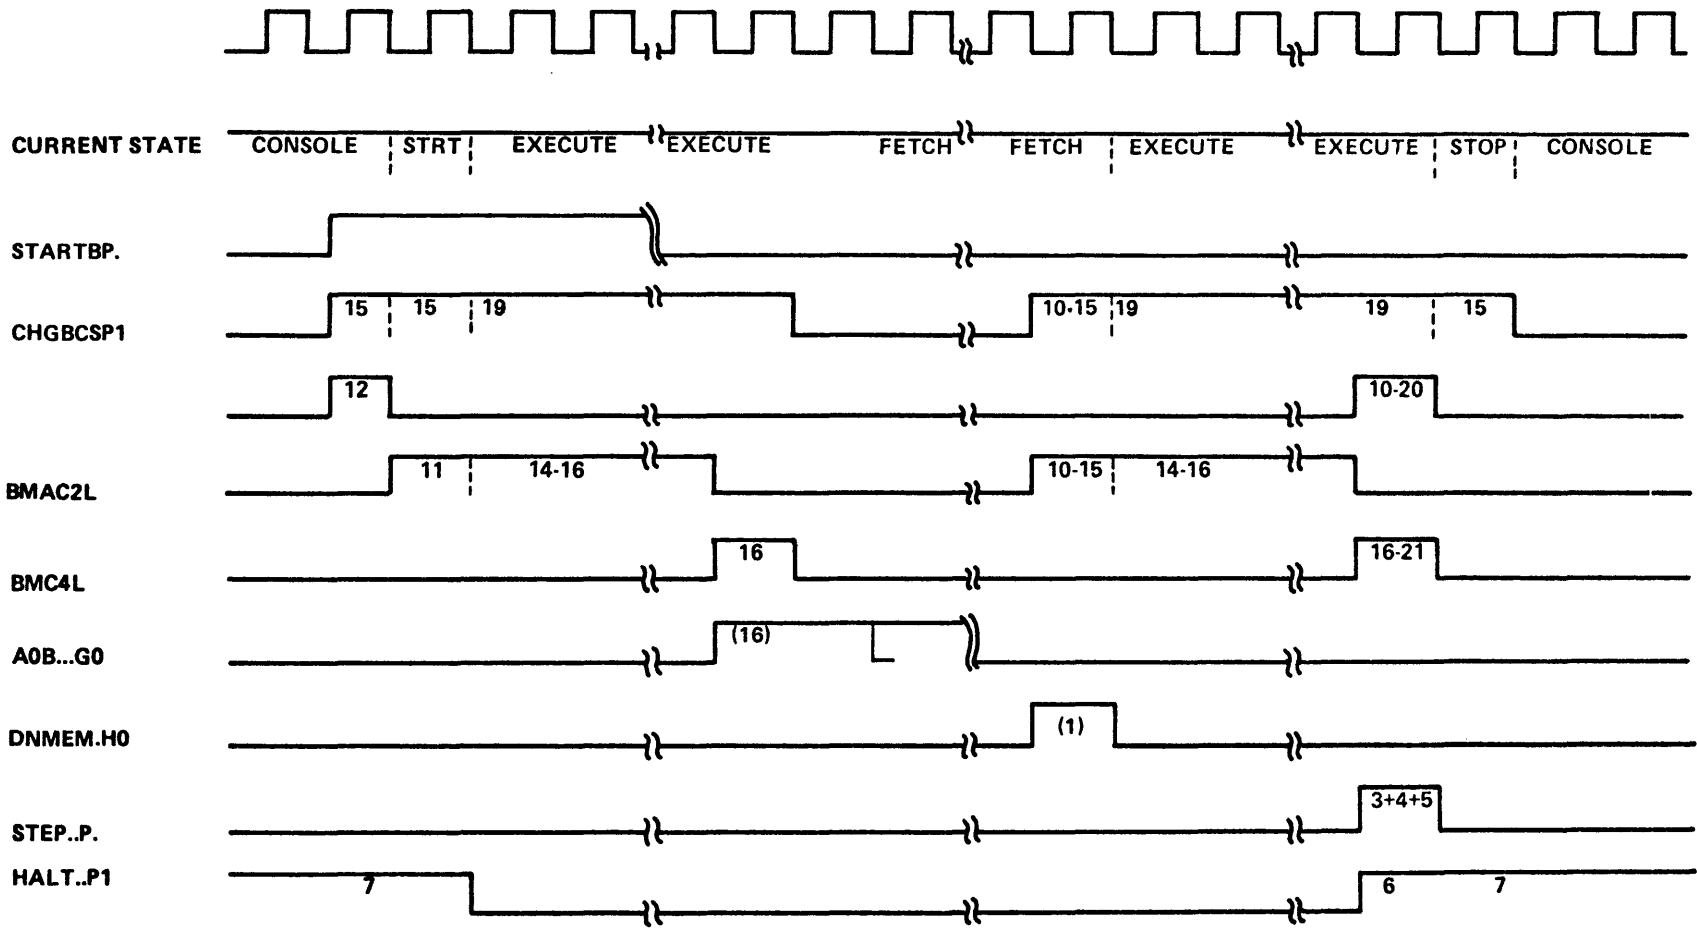 CURRENT STATE CONSOLE STRT EXECUTE EXECUTE FETCH FETCH EXECUTE EXECUTE STOP CONSOLE
STARTBP.
15 15 19 10-15 19 19 15
CHGBCSP1
12 10-20
11 14-16 10-15 14-16
BMAC2L
16 16-21
BMC4L
(16)
A0B...G0
(1)
DNMEM.H0
3+4+5
STEP..P.
HALT..P1 7 6 7